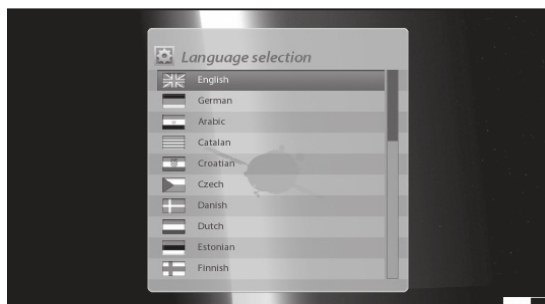 Language selection
English
German
Arabic
Catalan
Croatian
Czech
Danish
Dutch
Estonian
Finnish